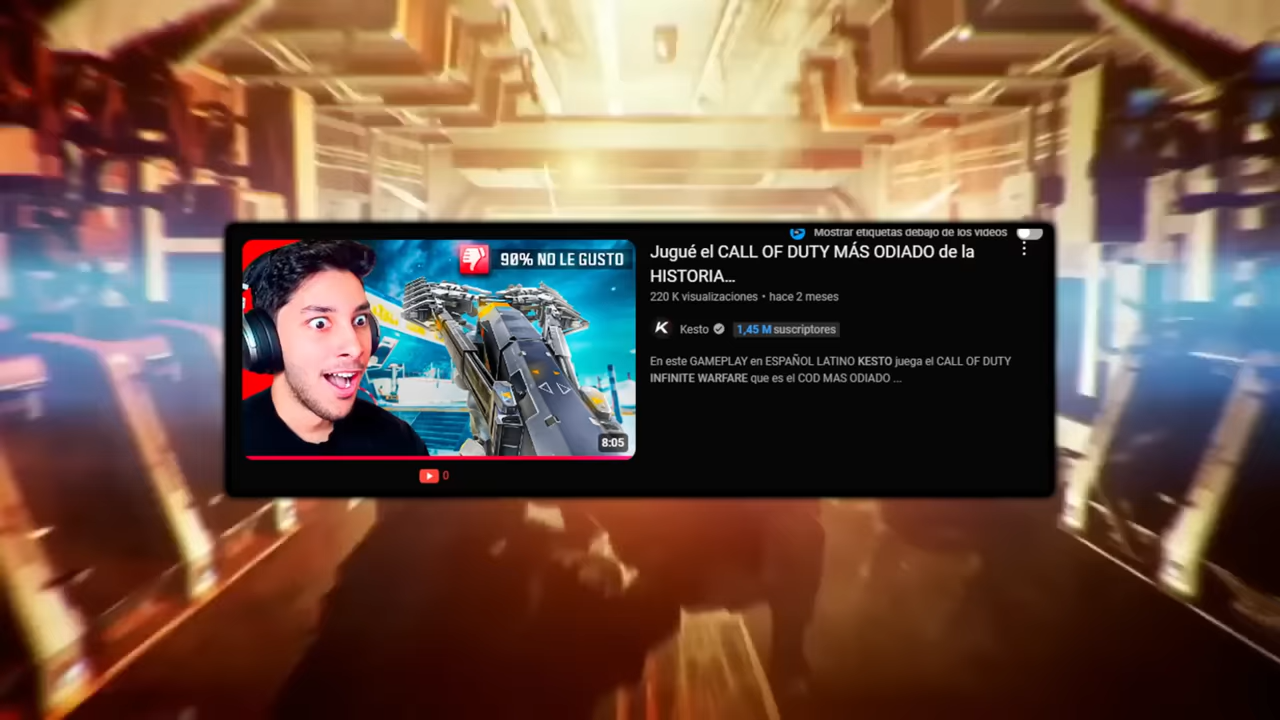 Mostrar etiquetas debajo de los videos
90% NO LE GUSTO
Jugué el CALL OF DUTY MÁS ODIADO de la
HISTORIA...
220 K visualizaciones • hace 2 meses
K
Kesto
1,45 M suscriptores
En este GAMEPLAY en ESPAÑOL LATINO KESTO juega el CALL OF DUTY
INFINITE WARFARE que es el COD MAS ODIADO ...
8:05
0